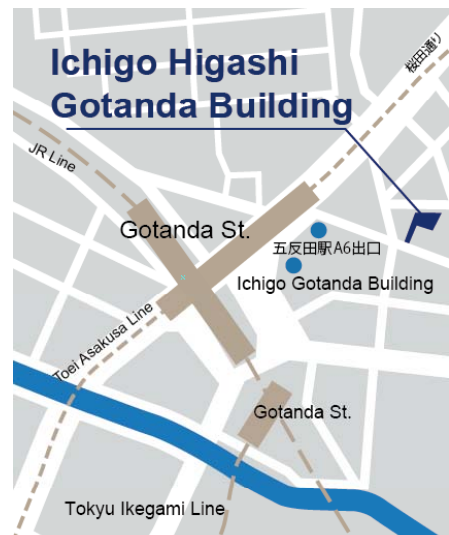 Ichigo Higashi
Gotanda Building
桜田通り
JR Line
Gotanda St.
五反田駅A6出口
Ichigo Gotanda Building
Toei Asakusa Line
Gotanda St.
Tokyu Ikegami Line